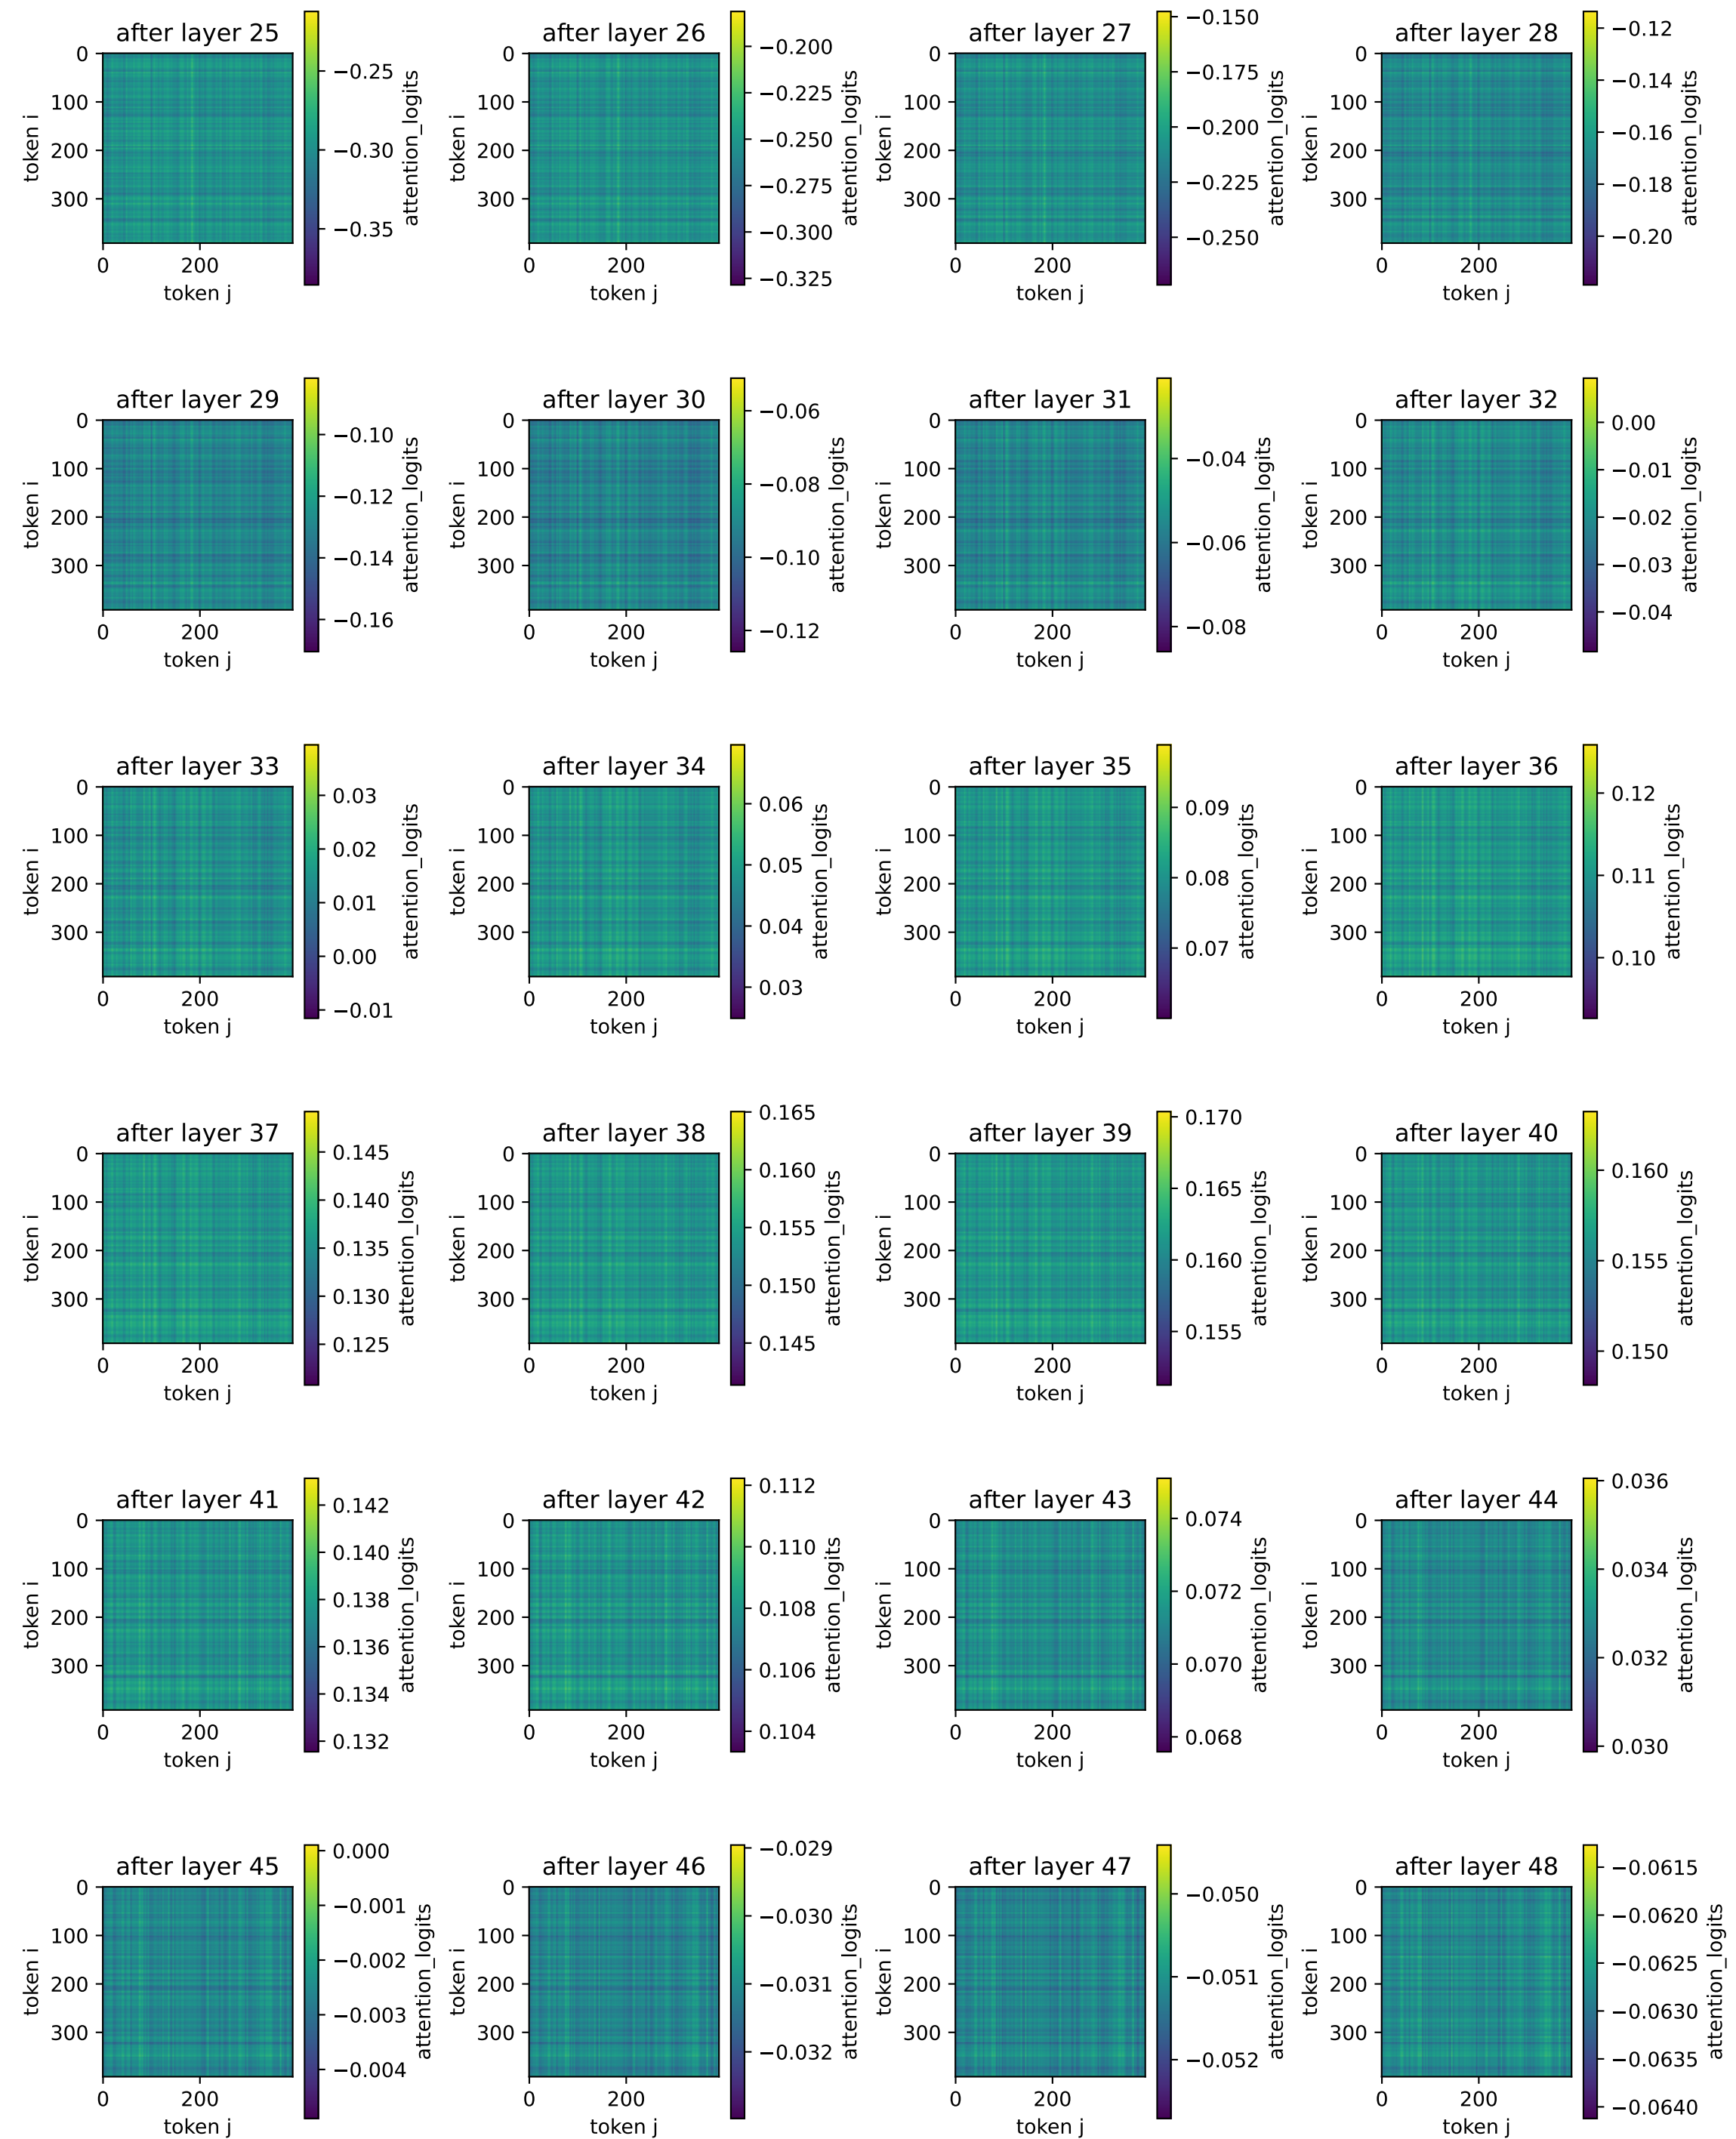 after layer 25
0
100
200
300
token i
0
200
token j
−0.25
−0.30
−0.35
attention_logits
after layer 26
0
100
200
300
token i
0
200
token j
−0.200
−0.225
−0.250
−0.275
−0.300
−0.325
attention_logits
after layer 27
0
100
200
300
token i
0
200
token j
−0.150
−0.175
−0.200
−0.225
−0.250
attention_logits
after layer 28
0
100
200
300
token i
0
200
token j
−0.12
−0.14
−0.16
−0.18
−0.20
attention_logits
after layer 29
0
100
200
300
token i
0
200
token j
−0.10
−0.12
−0.14
−0.16
attention_logits
after layer 30
0
100
200
300
token i
0
200
token j
−0.06
−0.08
−0.10
−0.12
attention_logits
after layer 31
0
100
200
300
token i
0
200
token j
−0.04
−0.06
−0.08
attention_logits
after layer 32
0
100
200
300
token i
0
200
token j
0.00
−0.01
−0.02
−0.03
−0.04
attention_logits
after layer 33
0
100
200
300
token i
0
200
token j
0.03
0.02
0.01
0.00
−0.01
attention_logits
after layer 34
0
100
200
300
token i
0
200
token j
0.06
0.05
0.04
0.03
attention_logits
after layer 35
0
100
200
300
token i
0
200
token j
0.09
0.08
0.07
attention_logits
after layer 36
0
100
200
300
token i
0
200
token j
0.12
0.11
0.10
attention_logits
after layer 37
0
100
200
300
token i
0
200
token j
0.145
0.140
0.135
0.130
0.125
attention_logits
after layer 38
0
100
200
300
token i
0
200
token j
0.165
0.160
0.155
0.150
0.145
attention_logits
after layer 39
0
100
200
300
token i
0
200
token j
0.170
0.165
0.160
0.155
attention_logits
after layer 40
0
100
200
300
token i
0
200
token j
0.160
0.155
0.150
attention_logits
after layer 41
0
100
200
300
token i
0
200
token j
0.142
0.140
0.138
0.136
0.134
0.132
attention_logits
after layer 42
0
100
200
300
token i
0
200
token j
0.112
0.110
0.108
0.106
0.104
attention_logits
after layer 43
0
100
200
300
token i
0
200
token j
0.074
0.072
0.070
0.068
attention_logits
after layer 44
0
100
200
300
token i
0
200
token j
0.036
0.034
0.032
0.030
attention_logits
after layer 45
0
100
200
300
token i
0
200
token j
0.000
−0.001
−0.002
−0.003
−0.004
attention_logits
after layer 46
0
100
200
300
token i
0
200
token j
−0.029
−0.030
−0.031
−0.032
attention_logits
after layer 47
0
100
200
300
token i
0
200
token j
−0.050
−0.051
−0.052
attention_logits
after layer 48
0
100
200
300
token i
0
200
token j
−0.0615
−0.0620
−0.0625
−0.0630
−0.0635
−0.0640
attention_logits